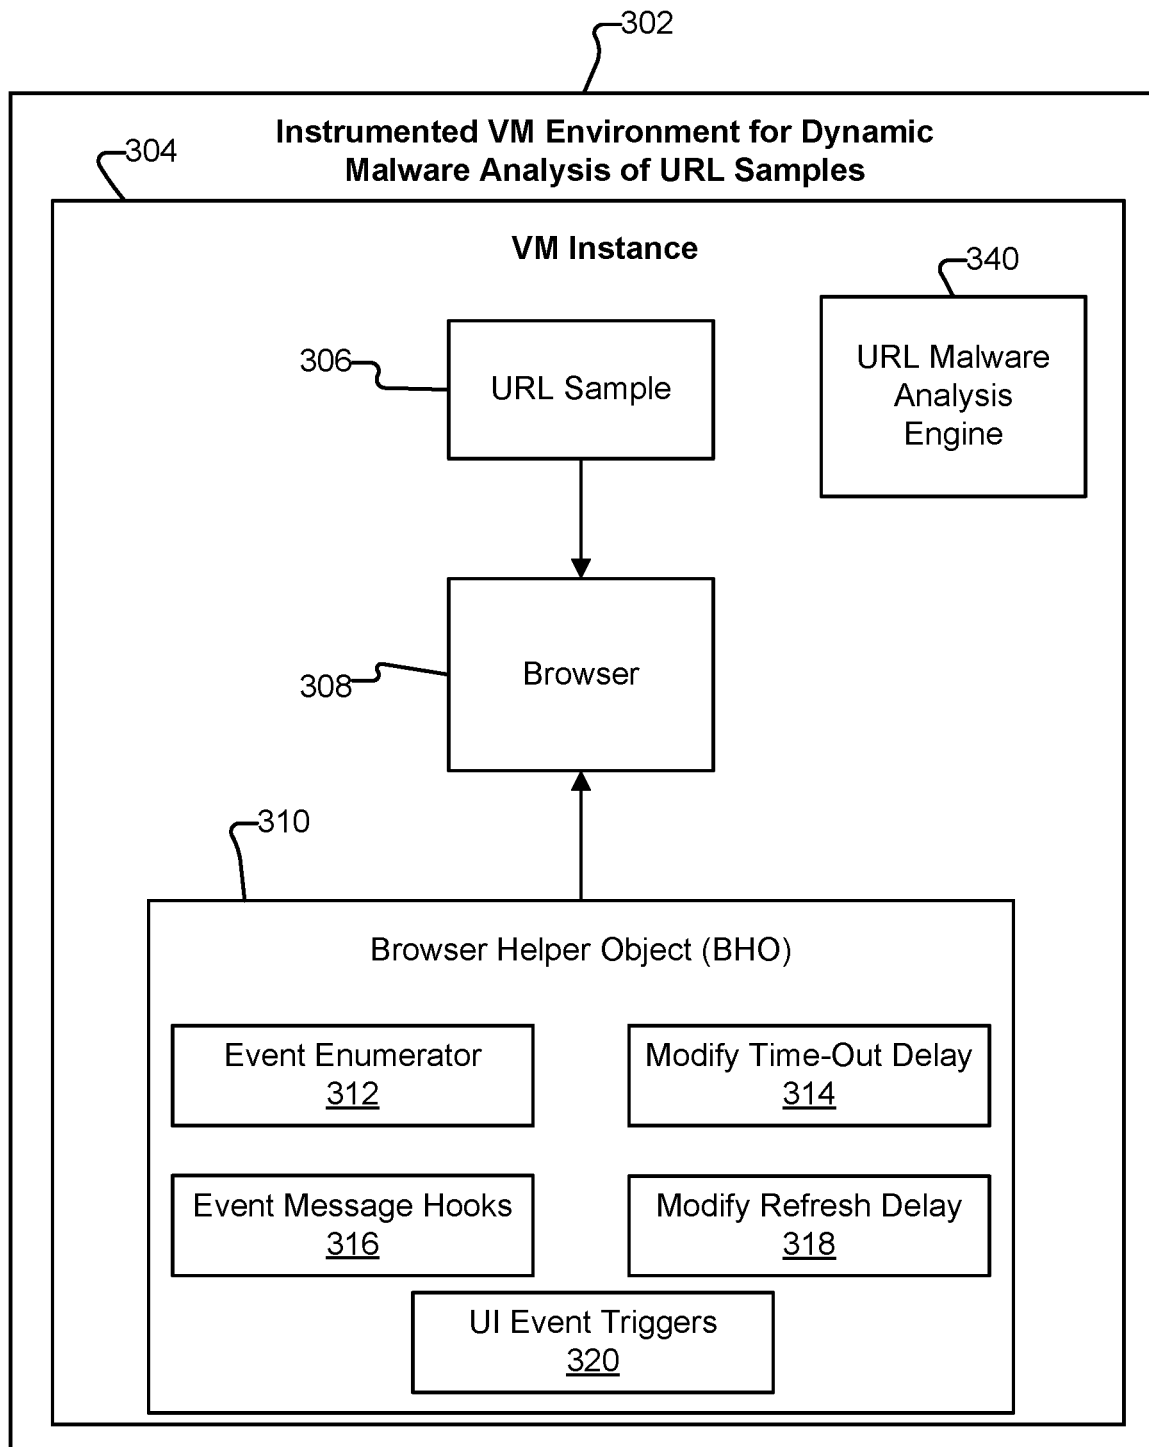 302
Instrumented VM Environment for Dynamic
Malware Analysis of URL Samples
304
VM Instance
340
URL Malware
Analysis
Engine
306
URL Sample
308
Browser
310
Browser Helper Object (BHO)
Event Enumerator
312
Modify Time-Out Delay
314
Event Message Hooks
316
Modify Refresh Delay
318
UI Event Triggers
320